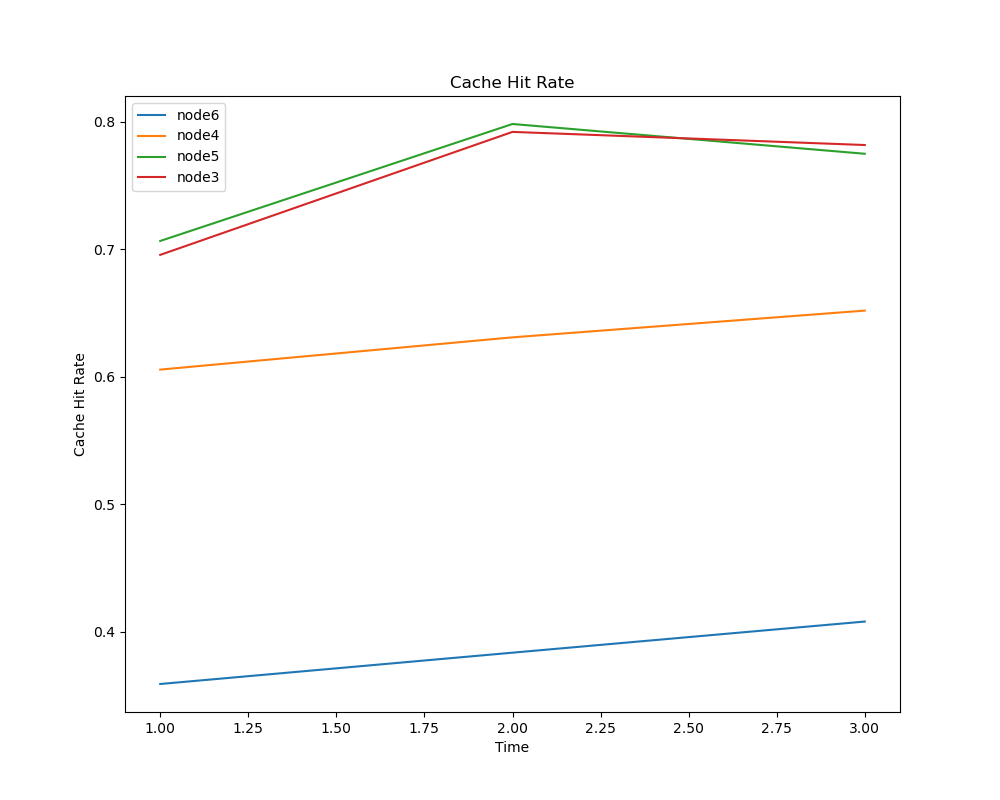 Cache Hit Rate
node6
node4
node5
node3
0.8
0.7
0.6
0.5
0.4
Cache Hit Rate
1.00 1.25 1.50 1.75 2.00 2.25 2.50 2.75 3.00
Time